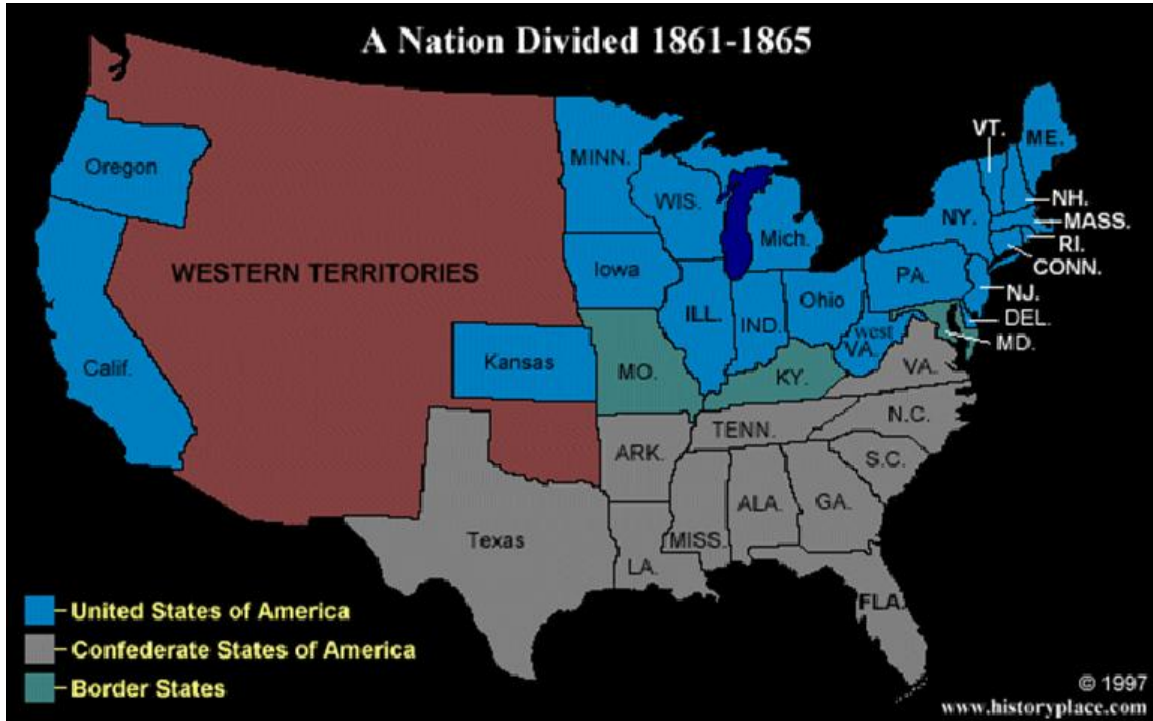 A Nation Divided 1861-1865
VT.
ME.
MINN.
Oregon
WIS.
NH.
NY.
MASS.
Mich.
RI.
CONN.
WESTERN TERRITORIES
Iowa
PA.
NJ.
Ohio
ILL.
IND.
DEL.
west
VA.
MD.
Kansas
Calif.
MO.
KY.
VA.
N.C.
TENN.
ARK.
S.C.
ALA.
GA.
Texas
MISS.
LA.
FLA.
United States of America
Confederate States of America
Border States
© 1997
www.historyplace.com